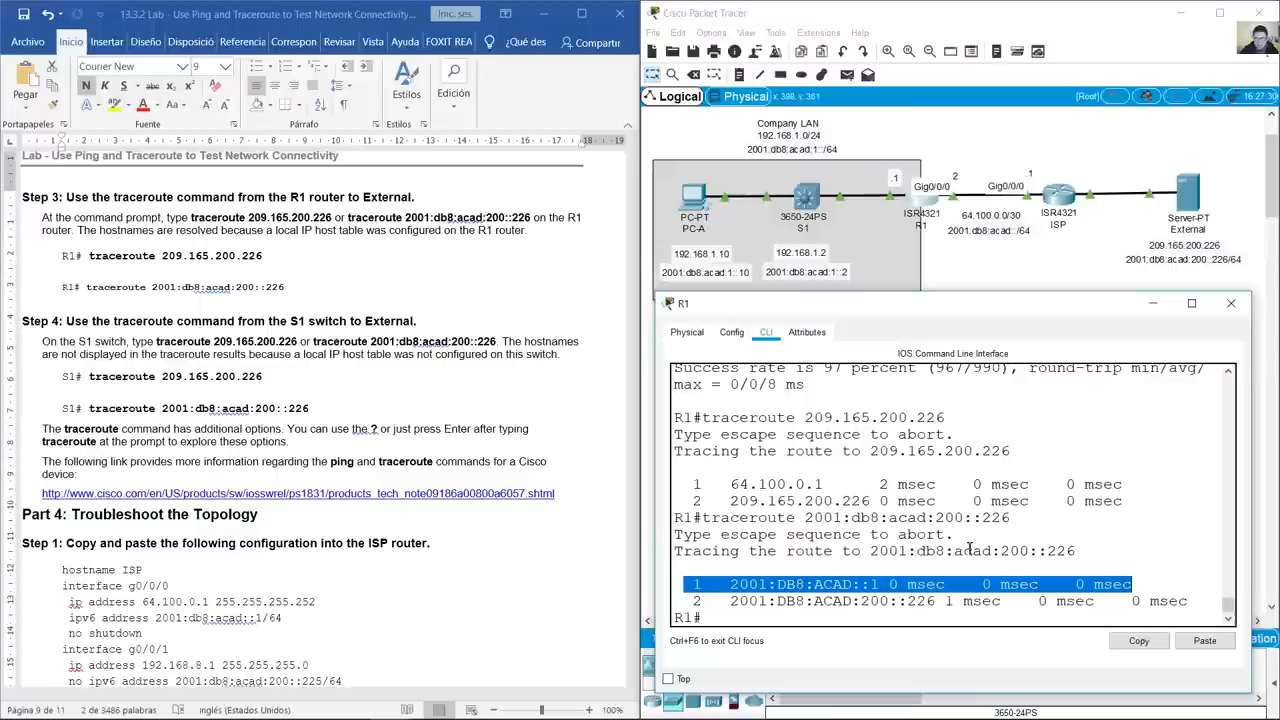 13.3.2 Lab - Use Ping and Traceroute to Test Network Connectivity...
Inic. ses.
Archivo Inicio Insertar Diseño Disposición Referencia Correspon Revisar Vista Ayuda FOXIT REA ¿Qué des Compartir
Pegar
Courier New 9
N K S
Aa
A
Estilos
Edición
Portapapeles Fuente Párrafo Estilos
1 1 2 3 4 5 6 7 8 9 10 11 12 13 14 15 16 17 18 19
Lab - Use Ping and Traceroute to Test Network Connectivity
Step 3: Use the traceroute command from the R1 router to External.
At the command prompt, type traceroute 209.165.200.226 or traceroute 2001:db8:acad:200::226 on the R1
router. The hostnames are resolved because a local IP host table was configured on the R1 router.
R1# traceroute 209.165.200.226
R1# traceroute 2001:db8:acad:200::226
Step 4: Use the traceroute command from the S1 switch to External.
On the S1 switch, type traceroute 209.165.200.226 or traceroute 2001:db8:acad:200::226. The hostnames
are not displayed in the traceroute results because a local IP host table was not configured on this switch.
S1# traceroute 209.165.200.226
S1# traceroute 2001:db8:acad:200::226
The traceroute command has additional options. You can use the ? or just press Enter after typing
traceroute at the prompt to explore these options.
The following link provides more information regarding the ping and traceroute commands for a Cisco
device:
http://www.cisco.com/en/US/products/sw/iosswrel/ps1831/products_tech_note09186a00800a6057.shtml
Part 4: Troubleshoot the Topology
Step 1: Copy and paste the following configuration into the ISP router.
hostname ISP
interface g0/0/0
ip address 64.100.0.1 255.255.255.252
ipv6 address 2001:db8:acad::1/64
no shutdown
interface g0/0/1
ip address 192.168.8.1 255.255.255.0
no ipv6 address 2001:db8:acad:200::225/64
Página 9 de 11 2 de 3486 palabras inglés (Estados Unidos) 100%
Cisco Packet Tracer
File Edit Options View Tools Extensions Help
Logical Physical x: 398, y: 361 [Root] 16:27:30
Company LAN
192.168.1.0/24
2001:db8:acad:1::/64
PC-PT
PC-A
192.168.1.10
2001:db8:acad:1::10
3650-24PS
S1
192.168.1.2
2001:db8:acad:1::2
.1
2
Gig0/0/0
ISR4321
R1
.1
Gig0/0/0
64.100.0.0/30
2001:db8:acad::/64
ISR4321
ISP
Server-PT
External
209.165.200.226
2001:db8:acad:200::226/64
R1
Physical Config CLI Attributes
IOS Command Line Interface
Success rate is 97 percent (967/990), round-trip min/avg/
max = 0/0/8 ms
R1#traceroute 209.165.200.226
Type escape sequence to abort.
Tracing the route to 209.165.200.226
1 64.100.0.1 2 msec 0 msec 0 msec
2 209.165.200.226 0 msec 0 msec 0 msec
R1#traceroute 2001:db8:acad:200::226
Type escape sequence to abort.
Tracing the route to 2001:db8:acad:200::226
1 2001:DB8:ACAD::1 0 msec 0 msec 0 msec
2 2001:DB8:ACAD:200::226 1 msec 0 msec 0 msec
R1#
Ctrl+F6 to exit CLI focus
Copy Paste
Top
3650-24PS